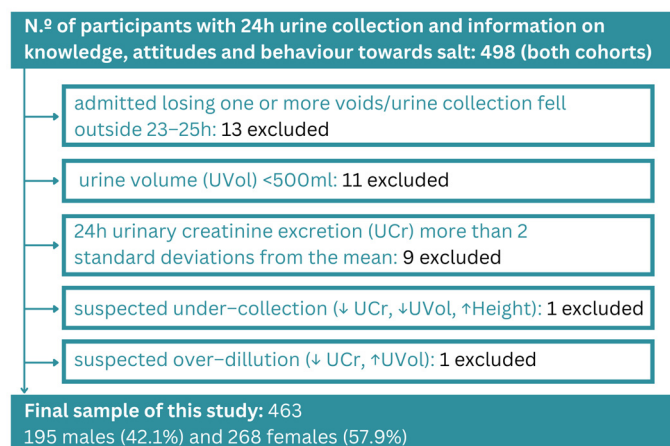 N.º of participants with 24h urine collection and information on
knowledge, attitudes and behaviour towards salt: 498 (both cohorts)
admitted losing one or more voids/urine collection fell
outside 23–25h: 13 excluded
urine volume (UVol) <500ml: 11 excluded
24h urinary creatinine excretion (UCr) more than 2
standard deviations from the mean: 9 excluded
suspected under–collection (↓ UCr, ↓UVol, ↑Height): 1 excluded
suspected over–dillution (↓ UCr, ↑UVol): 1 excluded
Final sample of this study: 463
195 males (42.1%) and 268 females (57.9%)